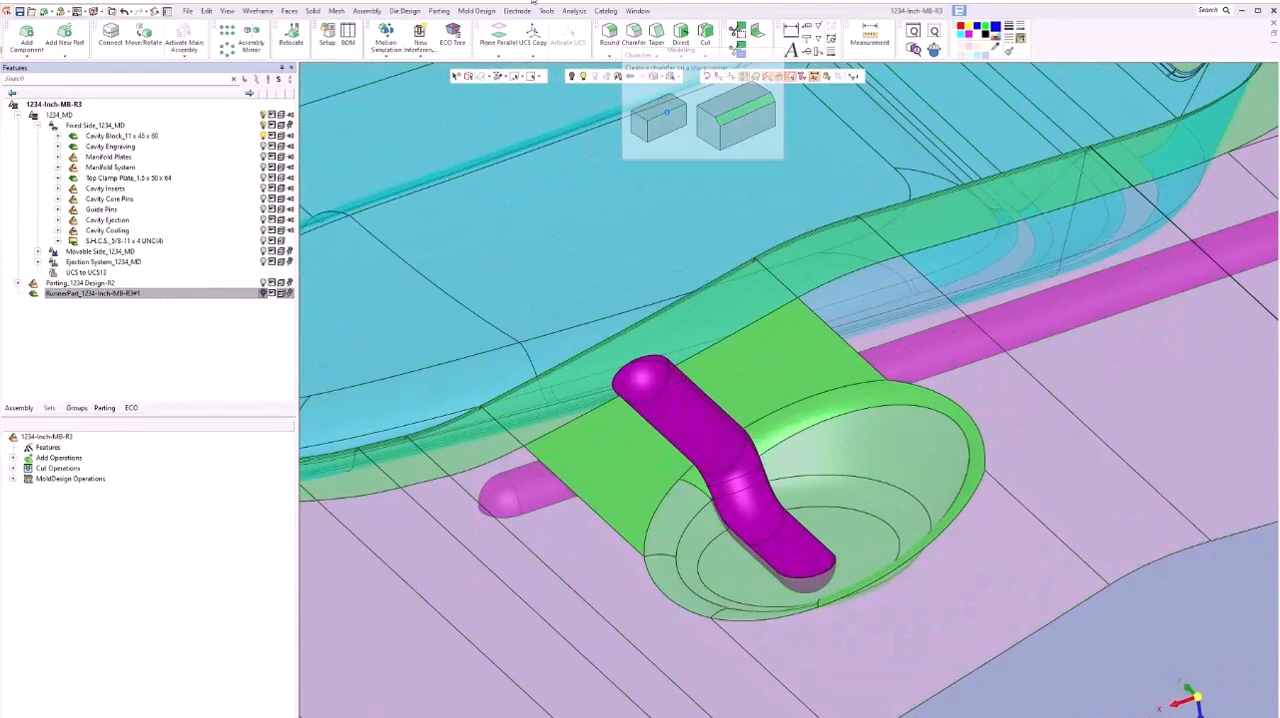 File Edit View Wireframe Faces Solid Mesh Assembly Die Design Parting Mold Design Electrode Tools Analysis Catalog Window
1234-Inch-MB-R3
Search
Add Component
Add New Part
Connect
Move/Rotate
Activate Main Assembly
Assembly Mirror
Relocate
Setup
BOM
Motion Simulation
New Interferen...
ECO Tree
Plane
Parallel UCS
Copy
Activate UCS
Round
Chamfer
Taper
Direct Modeling
Cut
Measurement
Chamfer
Create a chamfer on a sharp corner
Features
Search
1234-Inch-MB-R3
1234_MD
Fixed Side_1234_MD
Cavity Block_11 x 46 x 60
Cavity Engraving
Manifold Plates
Manifold System
Top Clamp Plate_1.5 x 50 x 64
Cavity Inserts
Cavity Core Pins
Guide Pins
Cavity Ejection
Cavity Cooling
S.H.C.S._5/8-11 x 4 UNC(4)
Movable Side_1234_MD
Ejection System_1234_MD
UCS to UCS13
Parting_1234 Design-R2
RunnerPart_1234-Inch-MB-R3#1
Assembly Sets Groups Parting ECO
1234-Inch-MB-R3
Features
Add Operations
Cut Operations
MoldDesign Operations
X